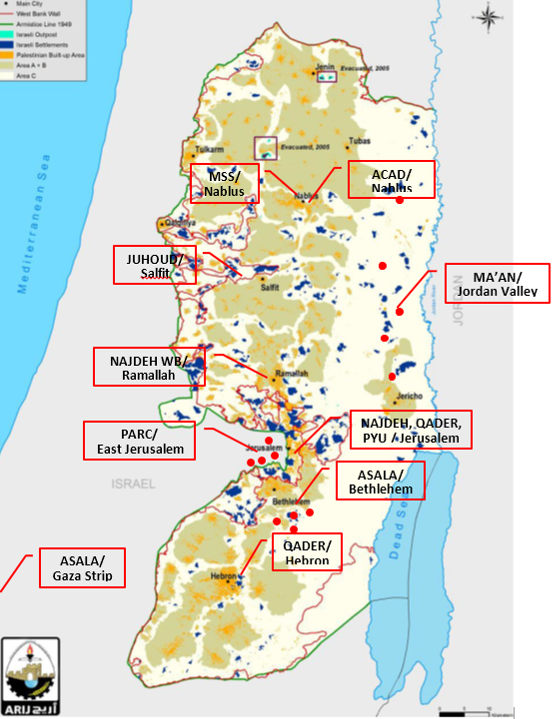 Main City
West Bank Wall
Armistice Line 1949
Israeli Outpost
Israeli Settlements
Palestinian Built-up Area
Area A + B
Area C
Jenin
Evacuated, 2005
Mediterranean Sea
Tulkarm
Evacuated, 2005
Tubas
MSS/
Nablus
ACAD/
Nablus
Nablus
Qalqilya
JUHOUD/
Salfit
Salfit
MA'AN/
Jordan Valley
JORDAN
NAJDEH WB/
Ramallah
Ramallah
Jericho
PARC/
East Jerusalem
Jerusalem
NAJDEH, QADER,
PYU / Jerusalem
ISRAEL
ASALA/
Bethlehem
Bethlehem
Dead Sea
QADER/
Hebron
ASALA/
Gaza Strip
Hebron
ARIJ أريج